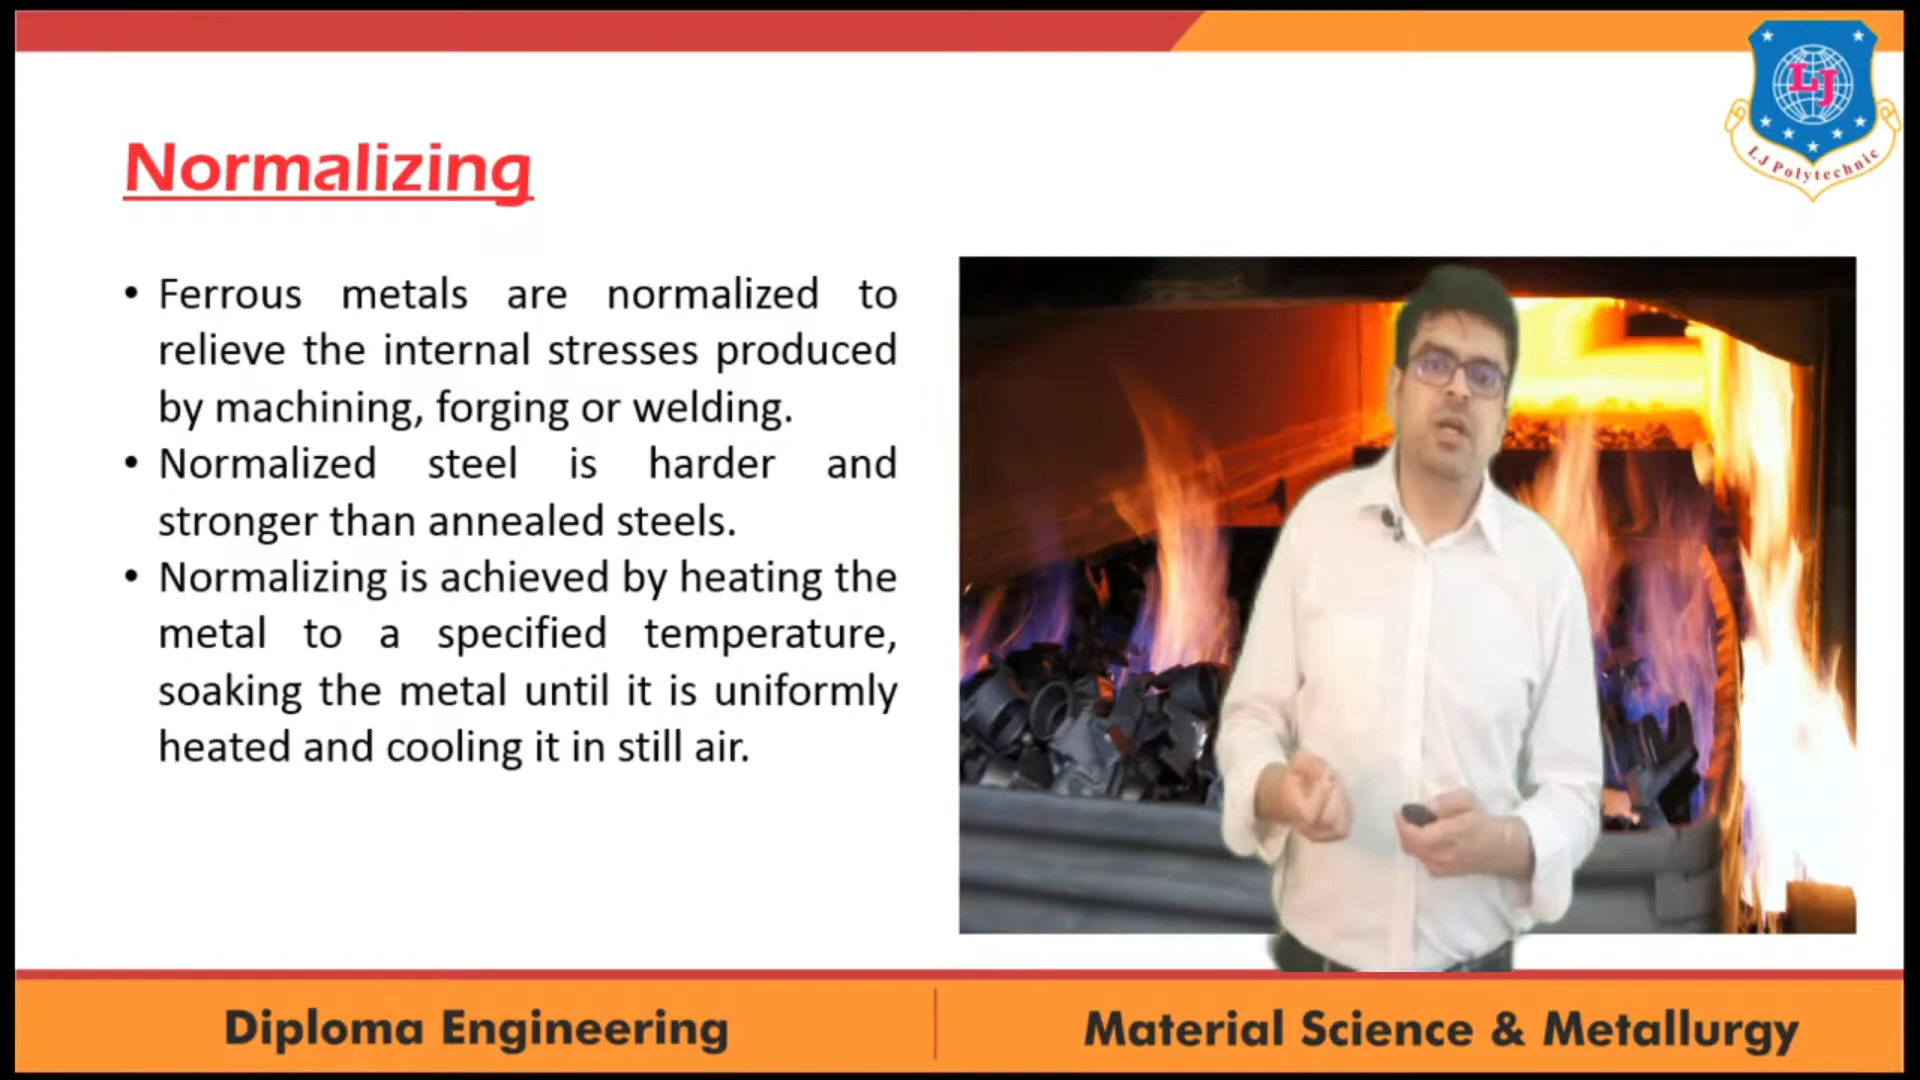 LJ
LJ Polytechnic
Normalizing
• Ferrous metals are normalized to
relieve the internal stresses produced
by machining, forging or welding.
• Normalized steel is harder and
stronger than annealed steels.
• Normalizing is achieved by heating the
metal to a specified temperature,
soaking the metal until it is uniformly
heated and cooling it in still air.
Diploma Engineering
Material Science & Metallurgy